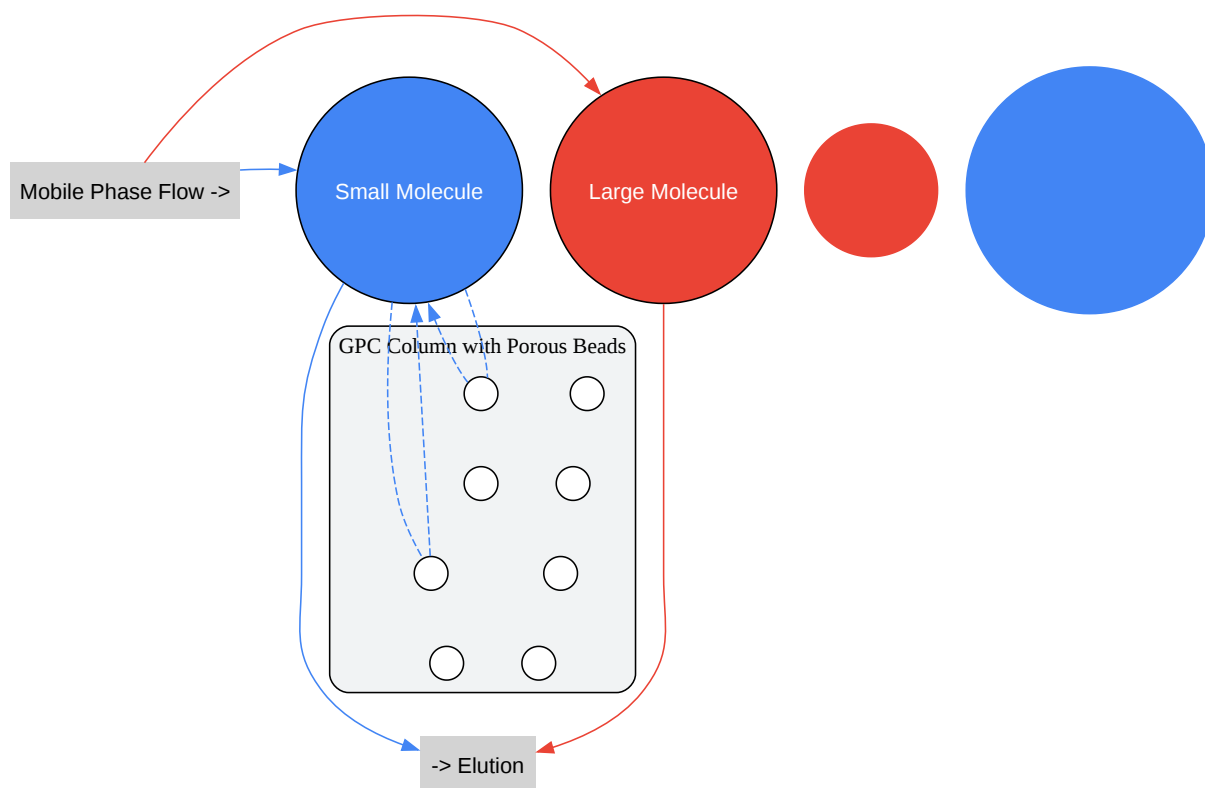 Mobile Phase Flow ->
Small Molecule
Large Molecule
GPC Column with Porous Beads
-> Elution